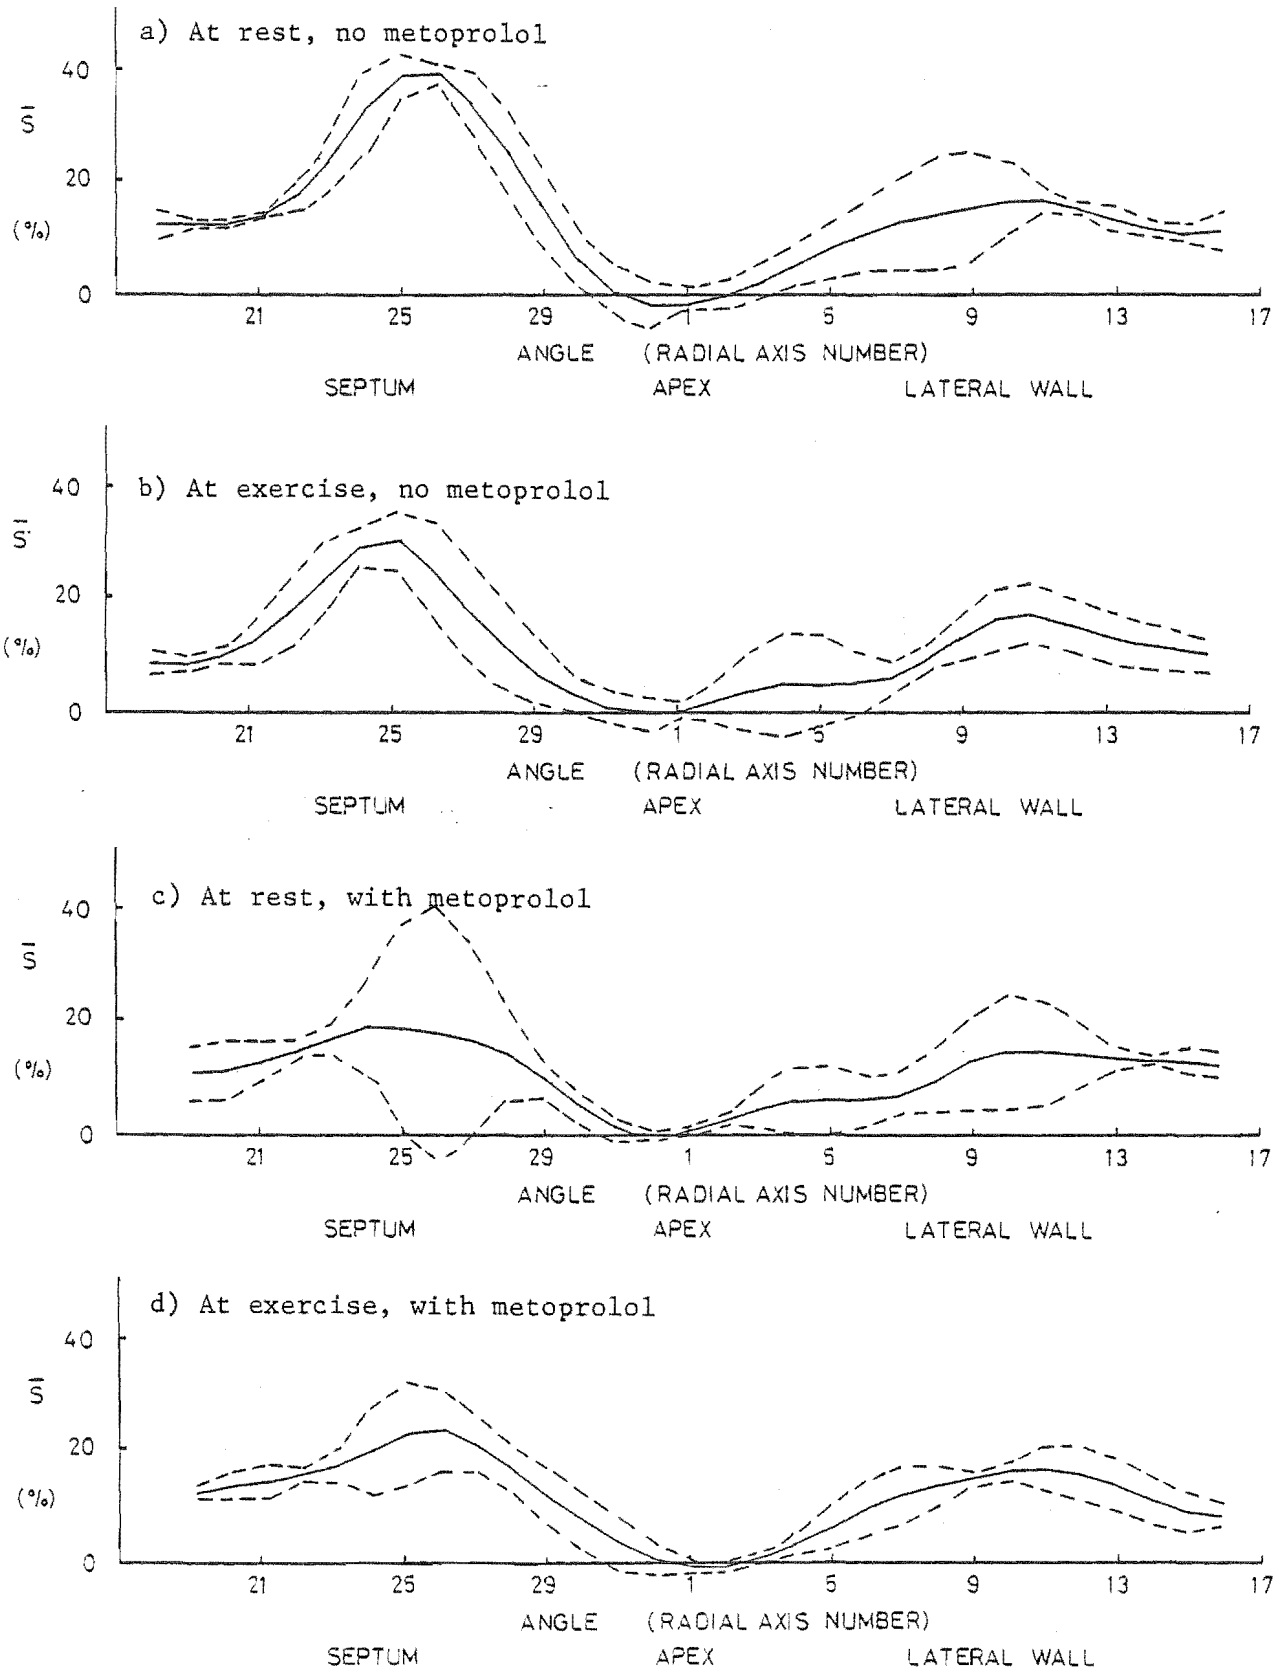 a) At rest, no metoprolol
40
S̅
20
(%)
0
21 25 29 1 5 9 13 17
ANGLE (RADIAL AXIS NUMBER)
SEPTUM APEX LATERAL WALL
b) At exercise, no metoprolol
40
S̅
20
(%)
0
21 25 29 1 5 9 13 17
ANGLE (RADIAL AXIS NUMBER)
SEPTUM APEX LATERAL WALL
c) At rest, with metoprolol
40
S̅
20
(%)
0
21 25 29 1 5 9 13 17
ANGLE (RADIAL AXIS NUMBER)
SEPTUM APEX LATERAL WALL
d) At exercise, with metoprolol
40
S̅
20
(%)
0
21 25 29 1 5 9 13 17
ANGLE (RADIAL AXIS NUMBER)
SEPTUM APEX LATERAL WALL